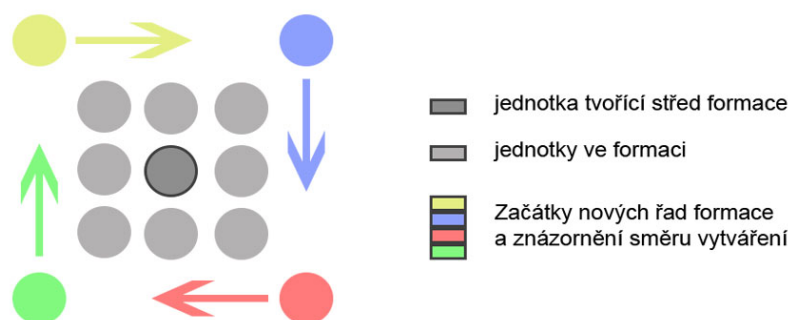 jednotka tvořící střed formace
jednotky ve formaci
Začátky nových řad formace
a znázornění směru vytváření